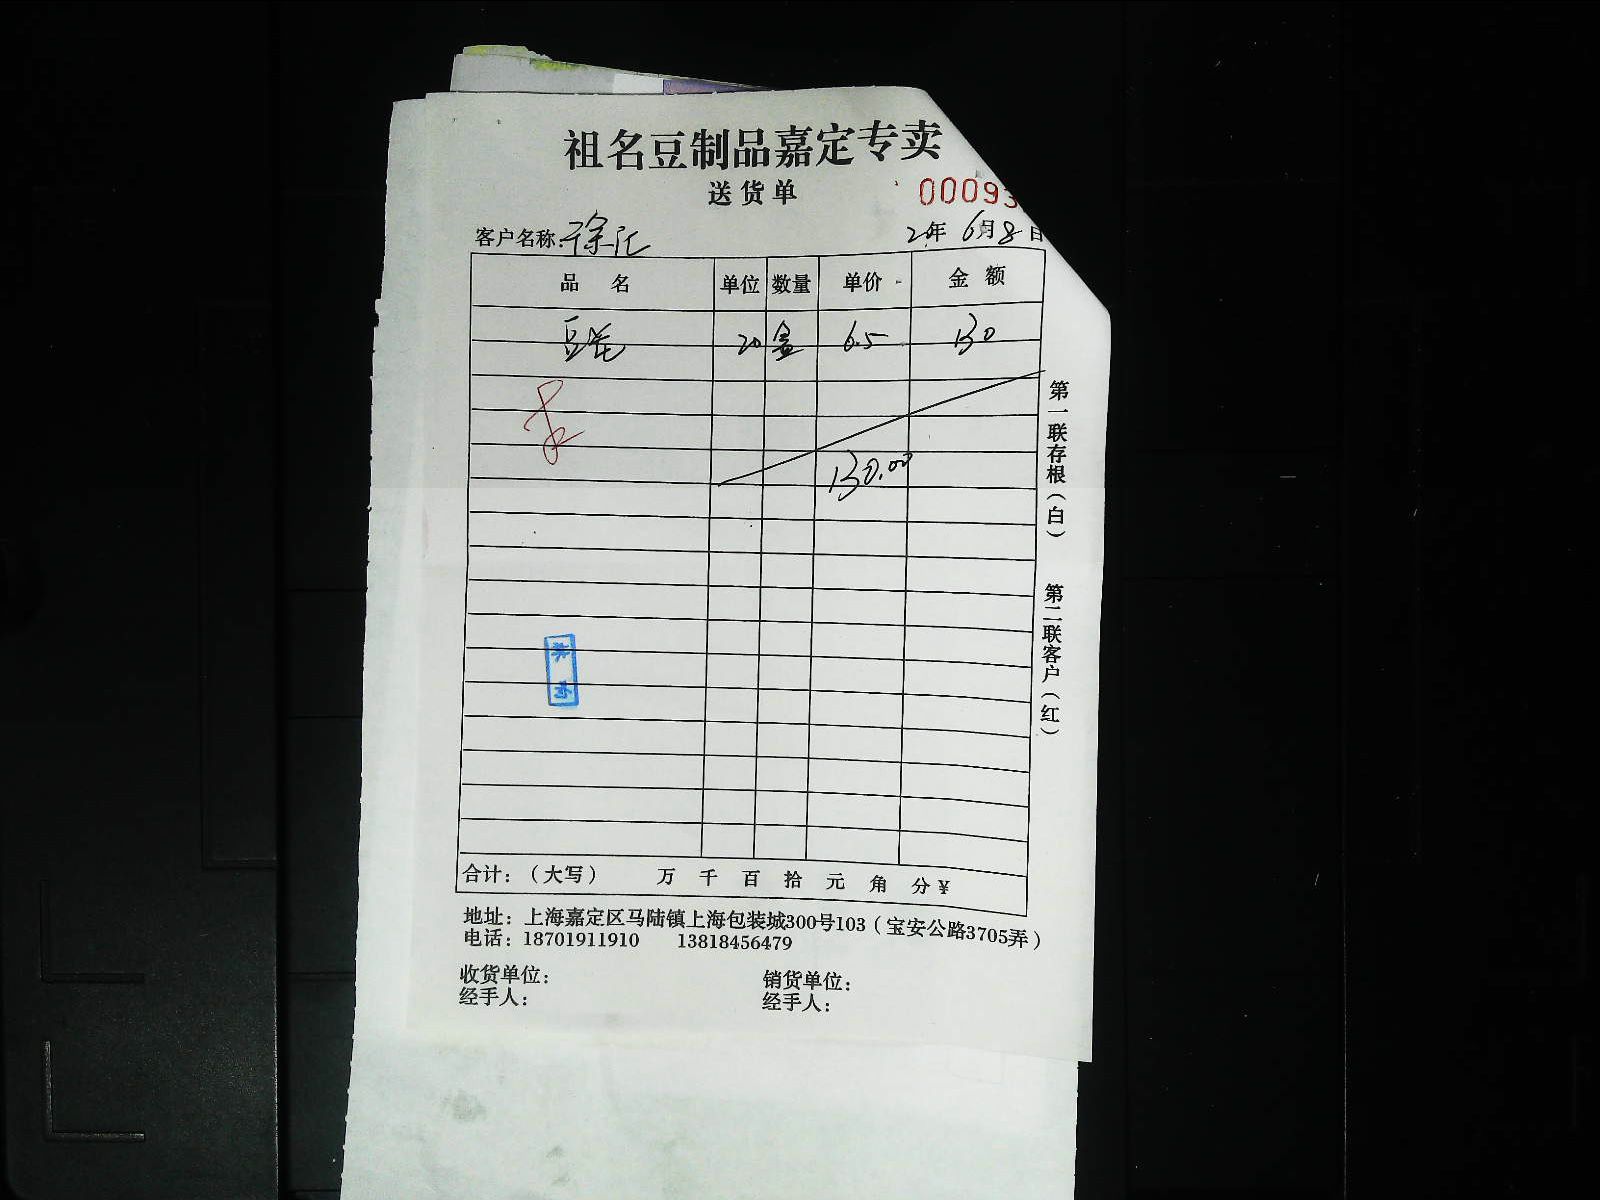 祖名豆制品嘉定专卖
送货单
00093
客户名称：徐汇
20年 6月8日
品 名 单位 数量 单价 金 额
豆花 20 盒 6.5 130
130.00
第一联存根（白） 第二联客户（红）
合计：（大写） 万 千 百 拾 元 角 分 ¥
地址：上海嘉定区马陆镇上海包装城300号103（宝安公路3705弄）
电话：18701911910 13818456479
收货单位： 销货单位：
经手人： 经手人：